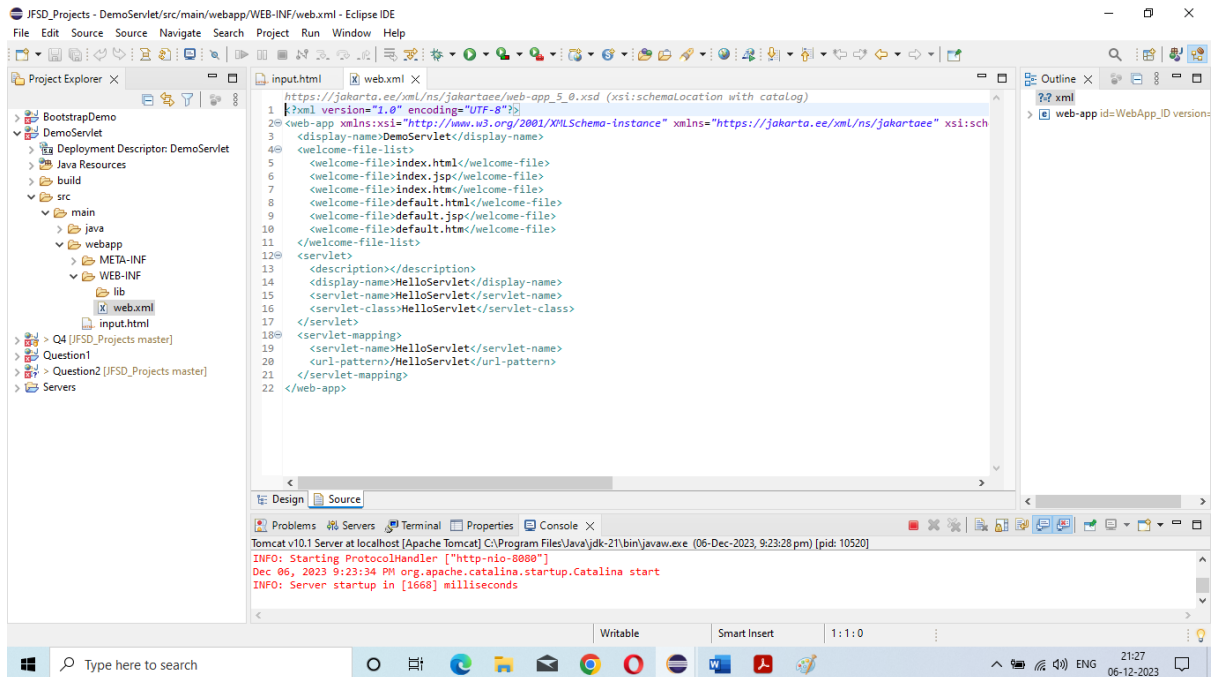 JFSD_Projects - DemoServlet/src/main/webapp/WEB-INF/web.xml - Eclipse IDE
File Edit Source Source Navigate Search Project Run Window Help
Project Explorer
BootstrapDemo
DemoServlet
Deployment Descriptor: DemoServlet
Java Resources
build
src
main
java
webapp
META-INF
WEB-INF
lib
web.xml
input.html
> Q4 [JFSD_Projects master]
Question1
> Question2 [JFSD_Projects master]
Servers
input.html web.xml
https://jakarta.ee/xml/ns/jakartaee/web-app_5_0.xsd (xsi:schemaLocation with catalog)
1 <?xml version="1.0" encoding="UTF-8"?>
2 <web-app xmlns:xsi="http://www.w3.org/2001/XMLSchema-instance" xmlns="https://jakarta.ee/xml/ns/jakartaee" xsi:sch
3 <display-name>DemoServlet</display-name>
4 <welcome-file-list>
5 <welcome-file>index.html</welcome-file>
6 <welcome-file>index.jsp</welcome-file>
7 <welcome-file>index.htm</welcome-file>
8 <welcome-file>default.html</welcome-file>
9 <welcome-file>default.jsp</welcome-file>
10 <welcome-file>default.htm</welcome-file>
11 </welcome-file-list>
12 <servlet>
13 <description></description>
14 <display-name>HelloServlet</display-name>
15 <servlet-name>HelloServlet</servlet-name>
16 <servlet-class>HelloServlet</servlet-class>
17 </servlet>
18 <servlet-mapping>
19 <servlet-name>HelloServlet</servlet-name>
20 <url-pattern>/HelloServlet</url-pattern>
21 </servlet-mapping>
22 </web-app>
Design Source
Outline
?-? xml
e web-app id=WebApp_ID version=
Problems Servers Terminal Properties Console
Tomcat v10.1 Server at localhost [Apache Tomcat] C:\Program Files\Java\jdk-21\bin\javaw.exe (06-Dec-2023, 9:23:28 pm) [pid: 10520]
INFO: Starting ProtocolHandler ["http-nio-8080"]
Dec 06, 2023 9:23:34 PM org.apache.catalina.startup.Catalina start
INFO: Server startup in [1668] milliseconds
Writable Smart Insert 1 : 1 : 0
Type here to search
ENG
21:27
06-12-2023